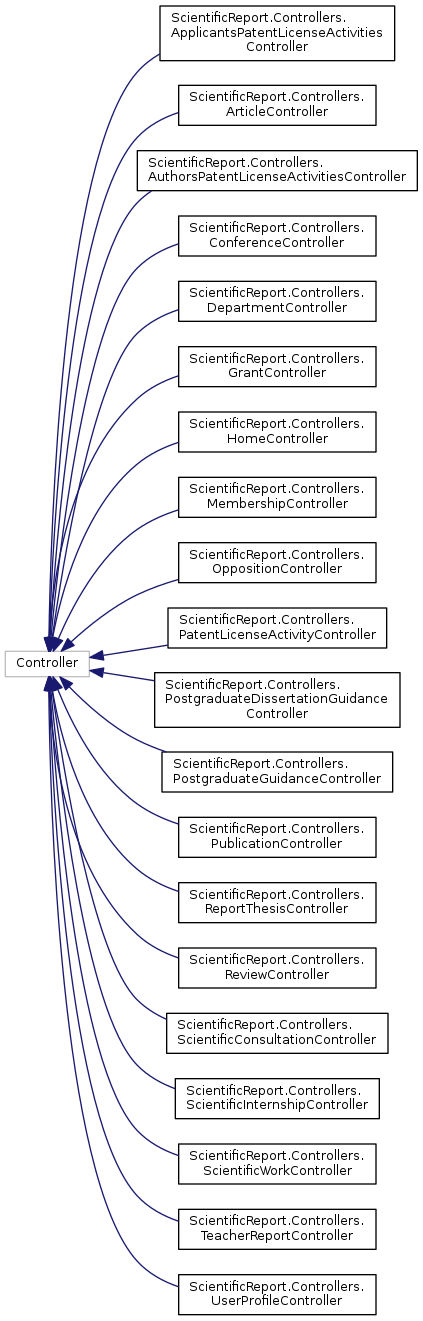 ScientificReport.Controllers.
ApplicantsPatentLicenseActivities
Controller
ScientificReport.Controllers.
ArticleController
ScientificReport.Controllers.
AuthorsPatentLicenseActivitiesController
ScientificReport.Controllers.
ConferenceController
ScientificReport.Controllers.
DepartmentController
ScientificReport.Controllers.
GrantController
ScientificReport.Controllers.
HomeController
ScientificReport.Controllers.
MembershipController
ScientificReport.Controllers.
OppositionController
ScientificReport.Controllers.
PatentLicenseActivityController
Controller
ScientificReport.Controllers.
PostgraduateDissertationGuidance
Controller
ScientificReport.Controllers.
PostgraduateGuidanceController
ScientificReport.Controllers.
PublicationController
ScientificReport.Controllers.
ReportThesisController
ScientificReport.Controllers.
ReviewController
ScientificReport.Controllers.
ScientificConsultationController
ScientificReport.Controllers.
ScientificInternshipController
ScientificReport.Controllers.
ScientificWorkController
ScientificReport.Controllers.
TeacherReportController
ScientificReport.Controllers.
UserProfileController